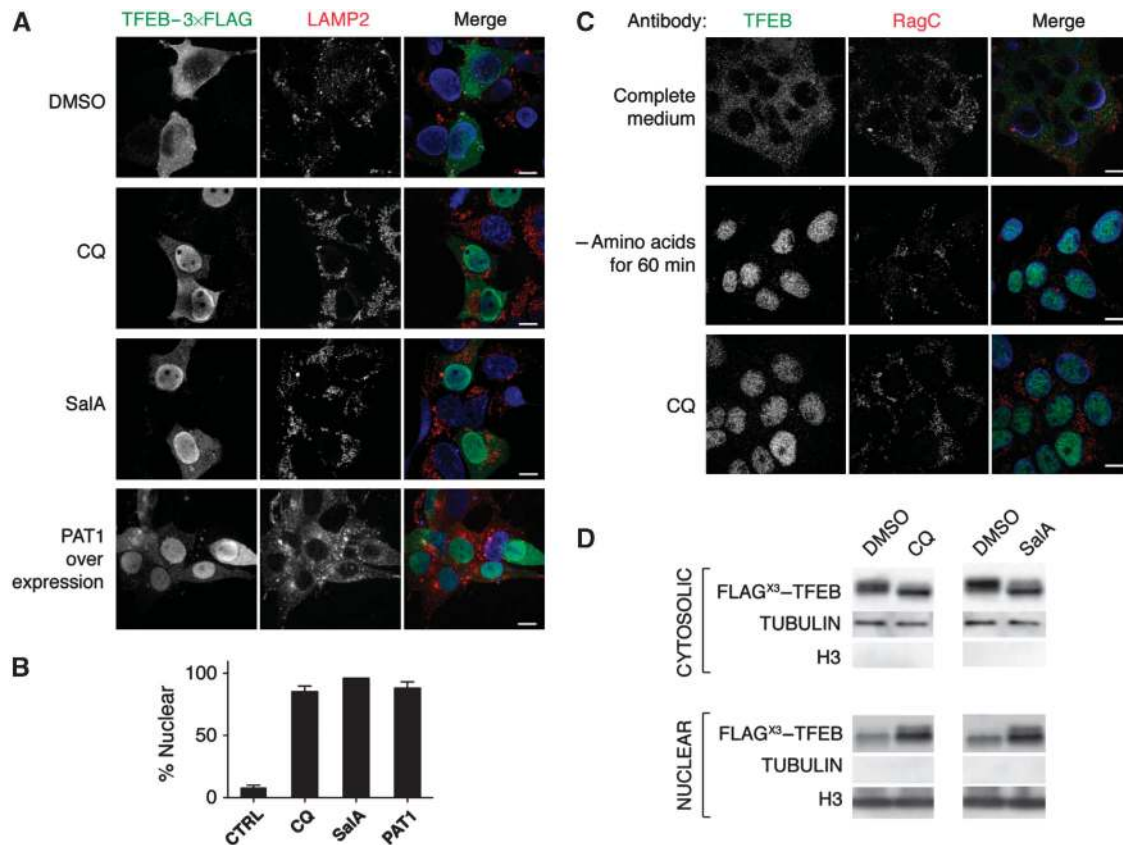 A
TFEB–3×FLAG LAMP2 Merge
DMSO
CQ
SalA
PAT1
over
expression
B
% Nuclear
100
50
0
CTRL CQ SalA PAT1
C
Antibody: TFEB RagC Merge
Complete
medium
–Amino acids
for 60 min
CQ
D
DMSO CQ DMSO SalA
CYTOSOLIC
FLAGX3–TFEB
TUBULIN
H3
NUCLEAR
FLAGX3–TFEB
TUBULIN
H3